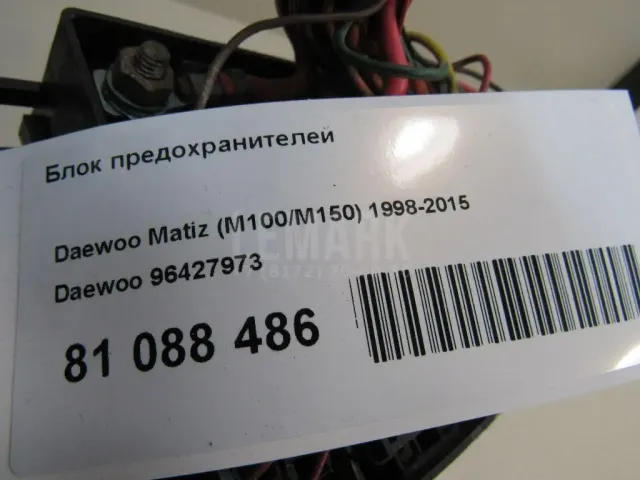 Блок предохранителей
Daewoo Matiz (M100/M150) 1998-2015
Daewoo 96427973
81 088 486